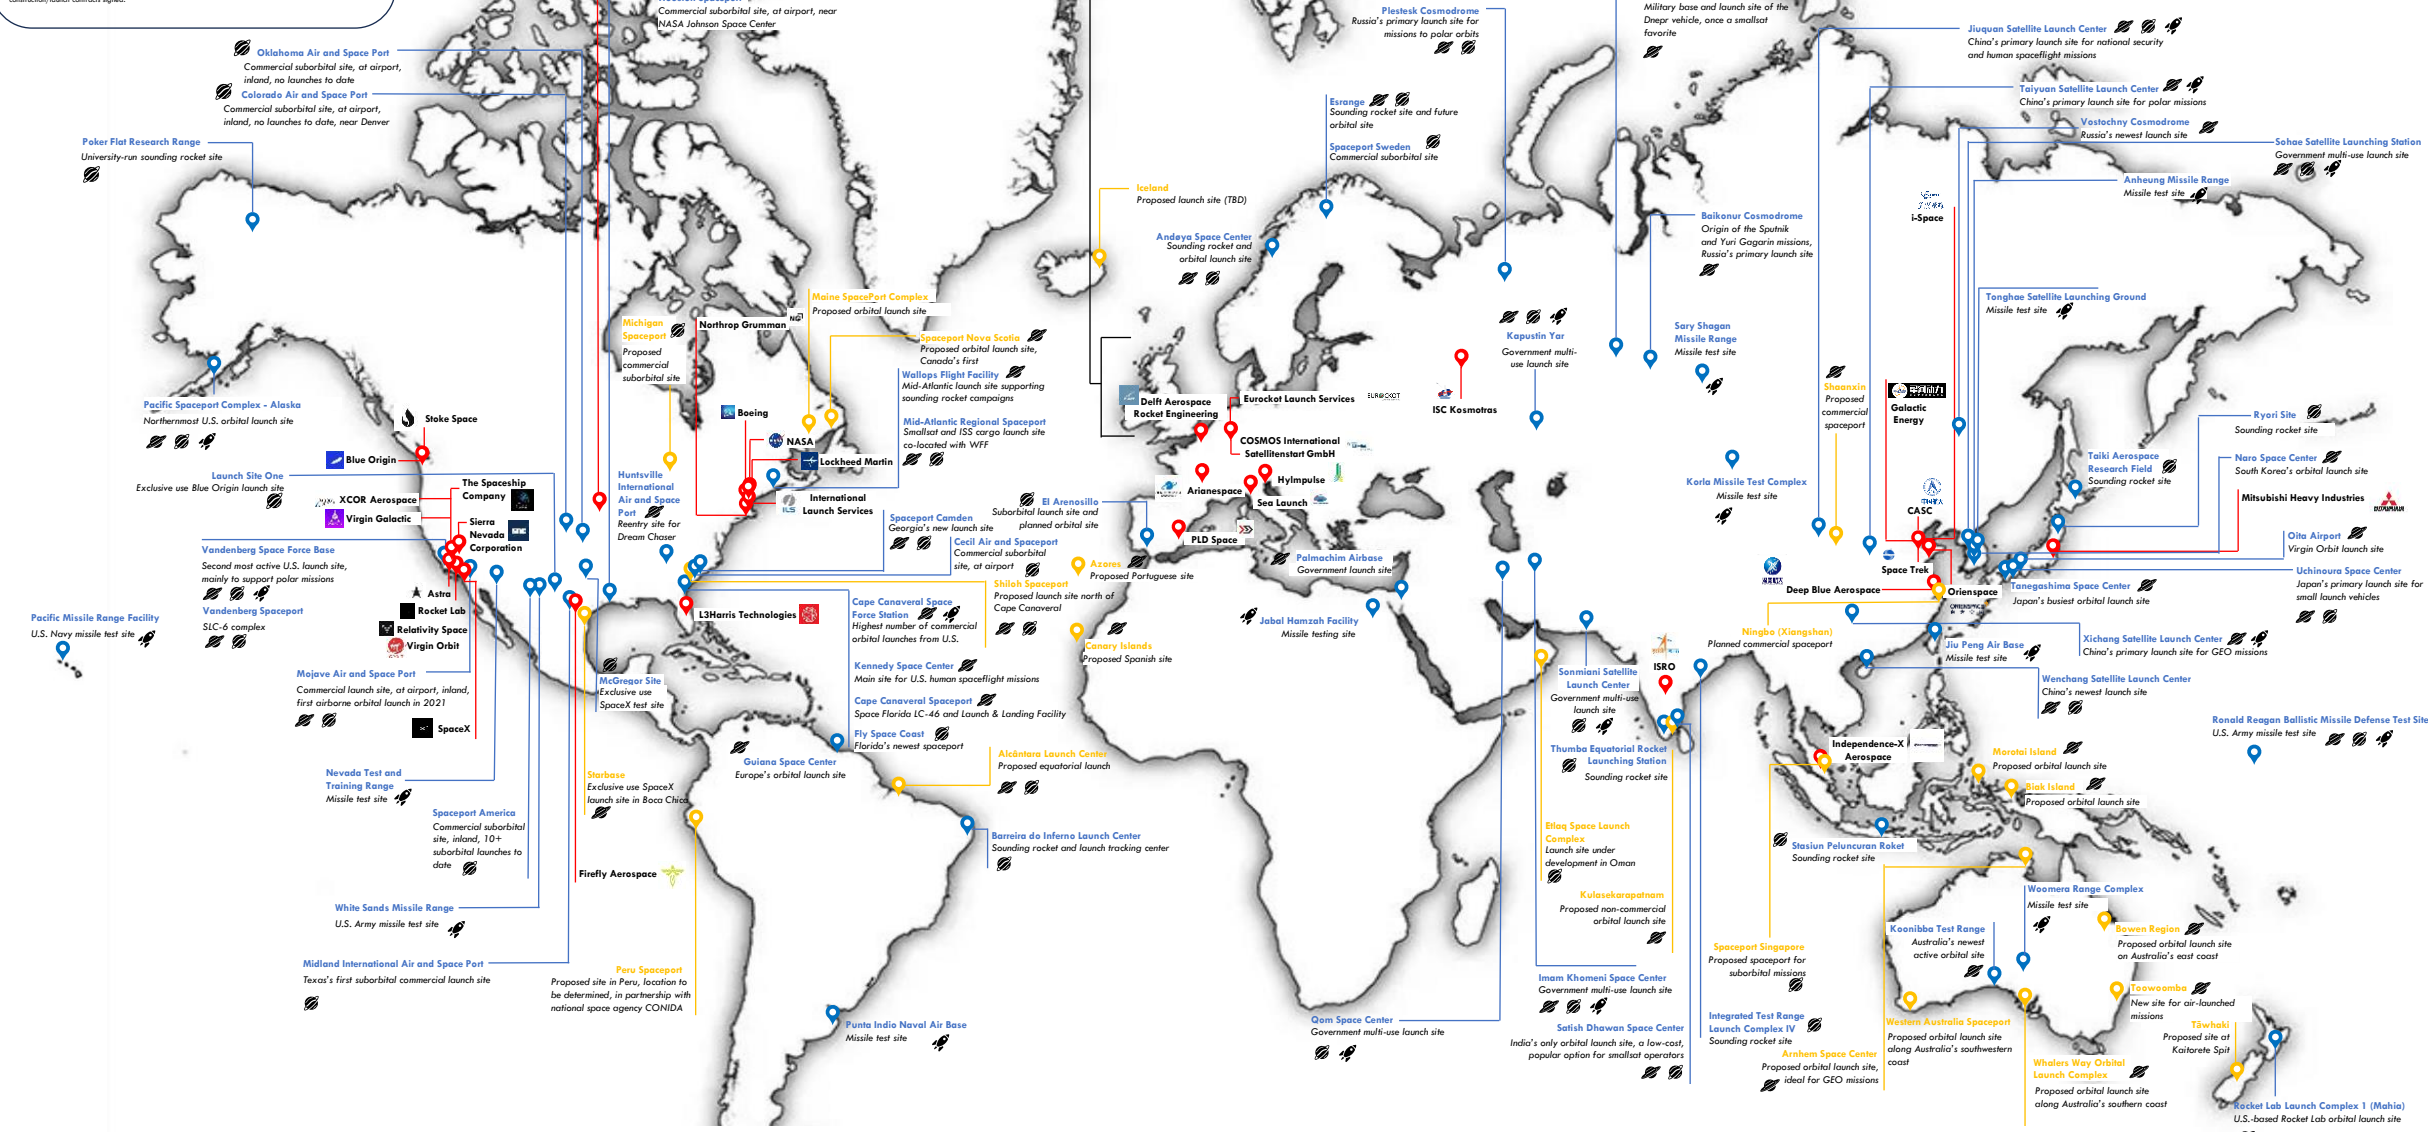 Commercial suborbital site, at airport, near
NASA Johnson Space Center
Oklahoma Air and Space Port
Commercial suborbital site, at airport,
inland, no launches to date
Colorado Air and Space Port
Commercial suborbital site, at airport,
inland, no launches to date, near Denver
Poker Flat Research Range
University-run sounding rocket site
Plestesk Cosmodrome
Russia's primary launch site for
missions to polar orbits
Military base and launch site of the
Dnepr vehicle, once a smallsat
favorite
Jiuquan Satellite Launch Center
China's primary launch site for national security
and human spaceflight missions
Taiyuan Satellite Launch Center
China's primary launch site for polar missions
Vostochny Cosmodrome
Russia's newest launch site
Sohae Satellite Launching Station
Government multi-use launch site
Anheung Missile Range
Missile test site
Esrange
Sounding rocket site and future
orbital site
Spaceport Sweden
Commercial suborbital site
Iceland
Proposed launch site (TBD)
Andøya Space Center
Sounding rocket and
orbital launch site
Baikonur Cosmodrome
Origin of the Sputnik
and Yuri Gagarin missions,
Russia's primary launch site
i-Space
Tonghae Satellite Launching Ground
Missile test site
Maine SpacePort Complex
Proposed orbital launch site
Michigan
Spaceport
Proposed
commercial
suborbital site
Northrop Grumman
Spaceport Nova Scotia
Proposed orbital launch site,
Canada's first
Wallops Flight Facility
Mid-Atlantic launch site supporting
sounding rocket campaigns
Mid-Atlantic Regional Spaceport
Smallsat and ISS cargo launch site
co-located with WFF
Kapustin Yar
Government multi-
use launch site
Sary Shagan
Missile Range
Missile test site
Shaanxin
Proposed
commercial
spaceport
Galactic
Energy
Pacific Spaceport Complex - Alaska
Northernmost U.S. orbital launch site
Stoke Space
Blue Origin
Boeing
NASA
Lockheed Martin
International
Launch Services
ILS
Delft Aerospace
Rocket Engineering
Eurockot Launch Services
EUROCKOT
ISC Kosmotras
COSMOS International
Satellitenstart GmbH
HyImpulse
Arianespace
Sea Launch
PLD Space
Ryori Site
Sounding rocket site
Taiki Aerospace
Research Field
Sounding rocket site
Naro Space Center
South Korea's orbital launch site
Mitsubishi Heavy Industries
Launch Site One
Exclusive use Blue Origin launch site
XCOR Aerospace
Virgin Galactic
The Spaceship
Company
Sierra
Nevada
Corporation
Huntsville
International
Air and Space
Port
Reentry site for
Dream Chaser
Spaceport Camden
Georgia's new launch site
Cecil Air and Spaceport
Commercial suborbital
site, at airport
El Arenosillo
Suborbital launch site and
planned orbital site
Korla Missile Test Complex
Missile test site
CASC
Space Trek
Oita Airport
Virgin Orbit launch site
Uchinoura Space Center
Japan's primary launch site for
small launch vehicles
Vandenberg Space Force Base
Second most active U.S. launch site,
mainly to support polar missions
Vandenberg Spaceport
SLC-6 complex
Astra
Rocket Lab
Relativity Space
Virgin Orbit
Pacific Missile Range Facility
U.S. Navy missile test site
L3Harris Technologies
Shiloh Spaceport
Proposed launch site north of
Cape Canaveral
Azores
Proposed Portuguese site
Palmachim Airbase
Government launch site
Deep Blue Aerospace
Orienspace
ORIENSPACE
Tanegashima Space Center
Japan's busiest orbital launch site
Cape Canaveral Space
Force Station
Highest number of commercial
orbital launches from U.S.
Canary Islands
Proposed Spanish site
Jabal Hamzah Facility
Missile testing site
Ningbo (Xiangshan)
Planned commercial spaceport
Jiu Peng Air Base
Missile test site
Xichang Satellite Launch Center
China's primary launch site for GEO missions
ISRO
Mojave Air and Space Port
Commercial launch site, at airport, inland,
first airborne orbital launch in 2021
SpaceX
McGregor Site
Exclusive use
SpaceX test site
Kennedy Space Center
Main site for U.S. human spaceflight missions
Cape Canaveral Spaceport
Space Florida LC-46 and Launch & Landing Facility
Fly Space Coast
Florida's newest spaceport
Sonmiani Satellite
Launch Center
Government multi-use
launch site
Wenchang Satellite Launch Center
China's newest launch site
Ronald Reagan Ballistic Missile Defense Test Site
U.S. Army missile test site
Guiana Space Center
Europe's orbital launch site
Alcântara Launch Center
Proposed equatorial launch
Thumba Equatorial Rocket
Launching Station
Sounding rocket site
Independence-X
Aerospace
Morotai Island
Proposed orbital launch site
Biak Island
Proposed orbital launch site
Nevada Test and
Training Range
Missile test site
Starbase
Exclusive use SpaceX
launch site in Boca Chica
Spaceport America
Commercial suborbital
site, inland, 10+
suborbital launches to
date
Barreira do Inferno Launch Center
Sounding rocket and launch tracking center
Etlaq Space Launch
Complex
Launch site under
development in Oman
Stasiun Peluncuran Roket
Sounding rocket site
Firefly Aerospace
Kulasekarapatnam
Proposed non-commercial
orbital launch site
Woomera Range Complex
Missile test site
White Sands Missile Range
U.S. Army missile test site
Koonibba Test Range
Australia's newest
active orbital site
Bowen Region
Proposed orbital launch site
on Australia's east coast
Midland International Air and Space Port
Texas's first suborbital commercial launch site
Peru Spaceport
Proposed site in Peru, location to
be determined, in partnership with
national space agency CONIDA
Spaceport Singapore
Proposed spaceport for
suborbital missions
Imam Khomeni Space Center
Government multi-use launch site
Toowoomba
New site for air-launched
missions
Punta Indio Naval Air Base
Missile test site
Qom Space Center
Government multi-use launch site
Satish Dhawan Space Center
India's only orbital launch site, a low-cost,
popular option for smallsat operators
Integrated Test Range
Launch Complex IV
Sounding rocket site
Western Australia Spaceport
Proposed orbital launch site
along Australia's southwestern
coast
Tāwhaki
Proposed site at
Kaitorete Spit
Arnhem Space Center
Proposed orbital launch site,
ideal for GEO missions
Whalers Way Orbital
Launch Complex
Proposed orbital launch site
along Australia's southern coast
Rocket Lab Launch Complex 1 (Mahia)
U.S.-based Rocket Lab orbital launch site